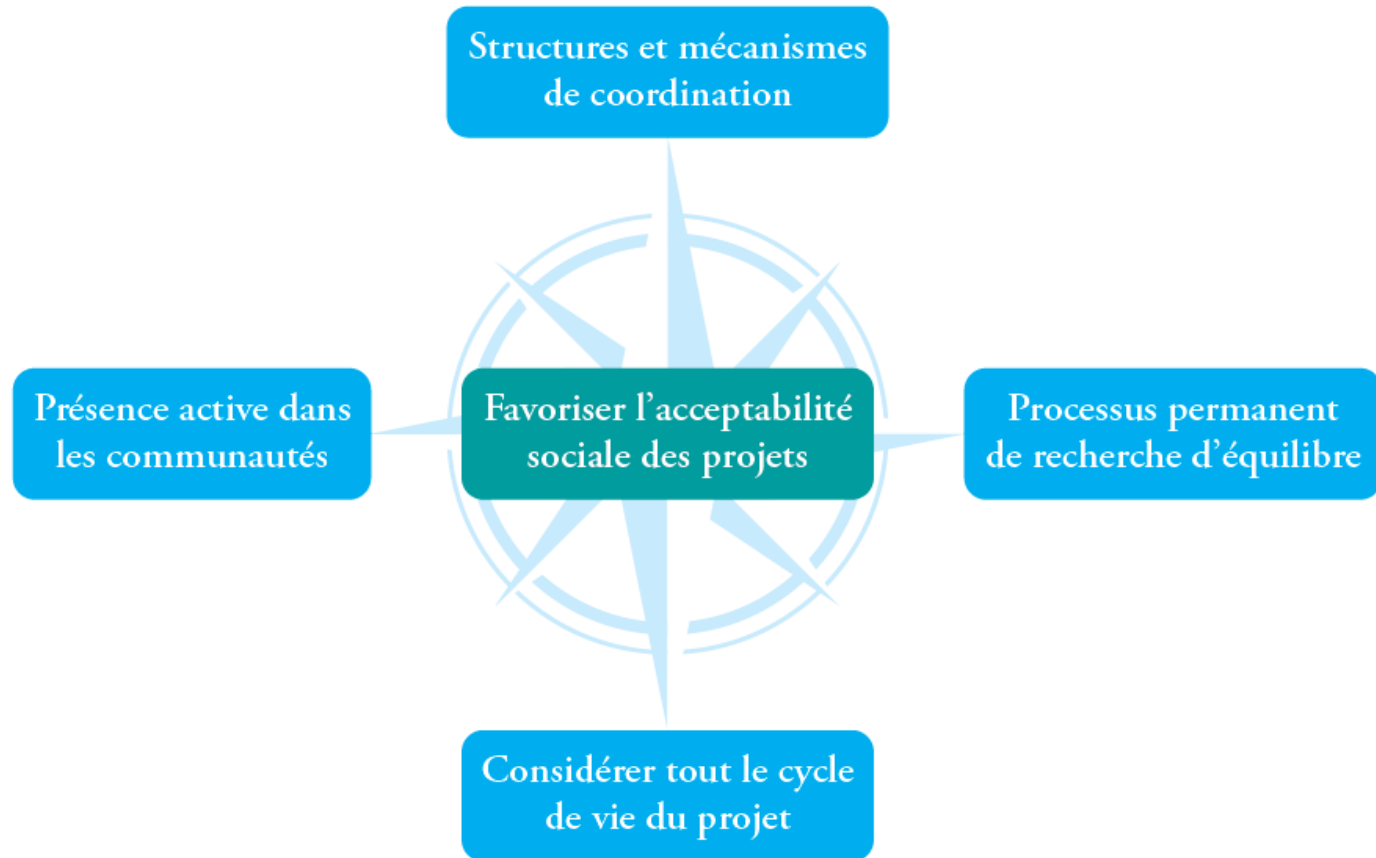 Structures et mécanismes
de coordination
Présence active dans
les communautés
Favoriser l’acceptabilité
sociale des projets
Processus permanent
de recherche d’équilibre
Considérer tout le cycle
de vie du projet